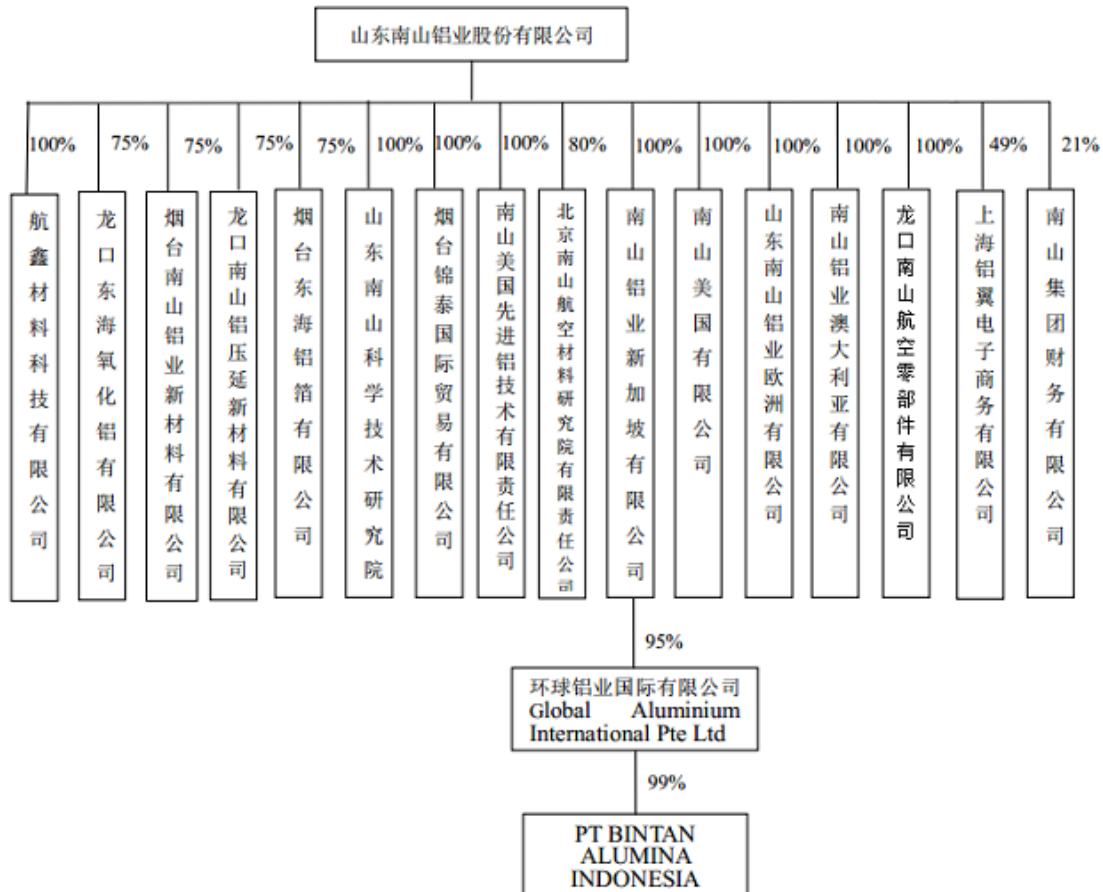 山东南山铝业股份有限公司
100%
75%
75%
75%
75%
100%
100%
100%
80%
100%
100%
100%
100%
100%
49%
21%
航鑫材料科技有限公司
龙口东海氧化铝有限公司
烟台南山铝业新材料有限公司
龙口南山铝压延新材料有限公司
烟台东海铝箔有限公司
山东南山科学技术研究院
烟台锦泰国际贸易有限公司
南山美国先进铝技术有限责任公司
北京南山航空材料研究院有限责任公司
南山铝业新加坡有限公司
南山美国有限公司
山东南山铝业欧洲有限公司
南山铝业澳大利亚有限公司
龙口南山航空零部件有限公司
上海铝翼电子商务有限公司
南山集团财务有限公司
95%
环球铝业国际有限公司
Global Aluminium
International Pte Ltd
99%
PT BINTAN
ALUMINA
INDONESIA